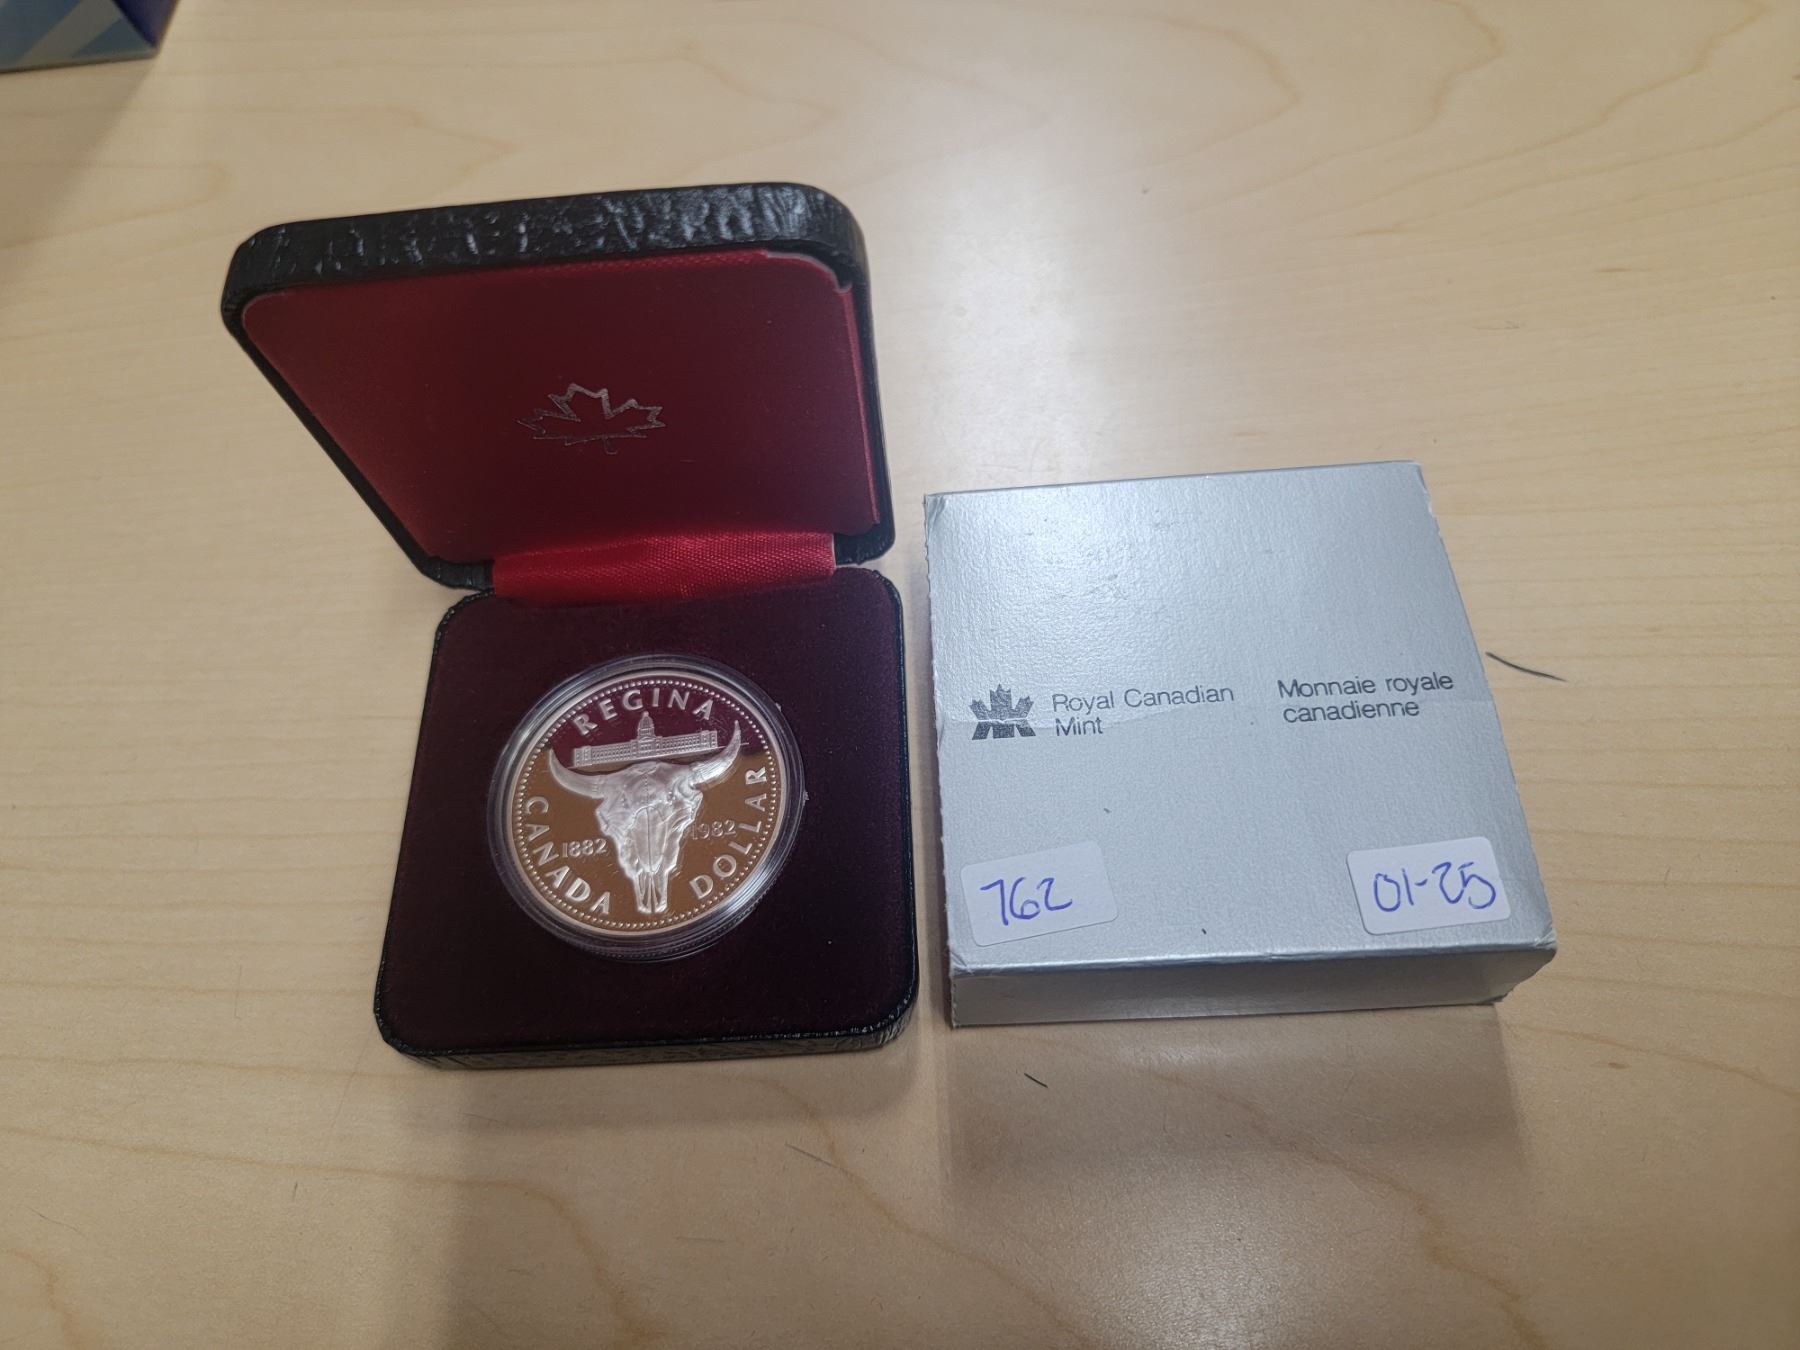 REGINA
CANADA
1882
1982
DOLLAR
Royal Canadian
Mint
Monnaie royale
canadienne
762
01-25